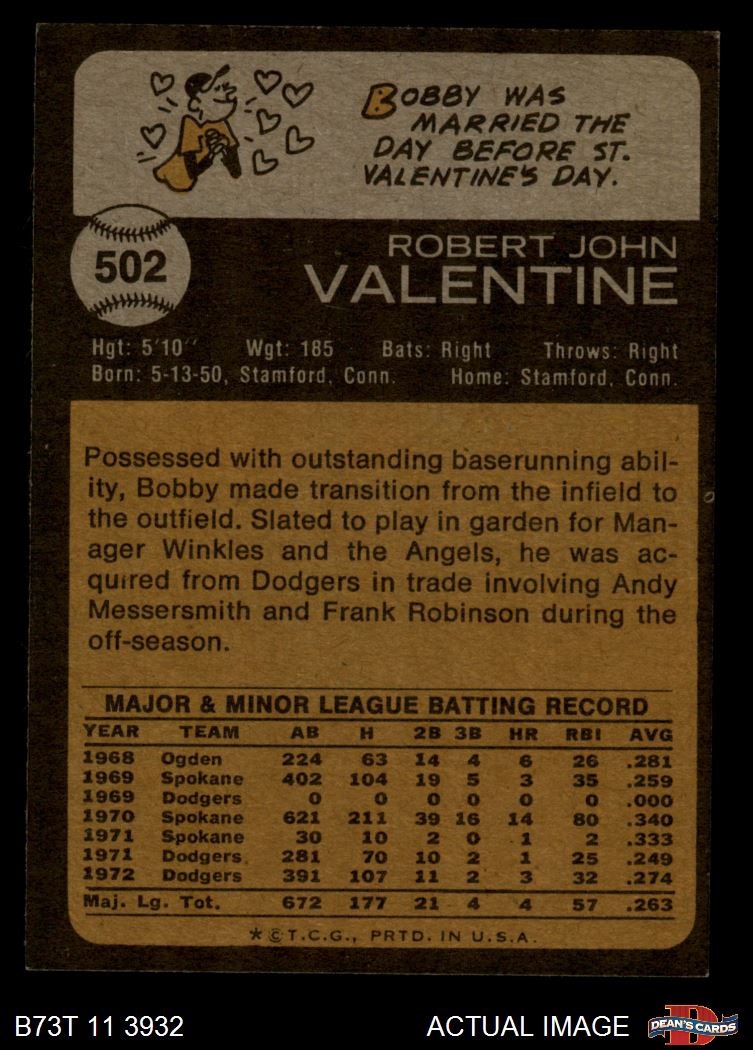 BOBBY WAS
MARRIED THE
DAY BEFORE ST.
VALENTINE'S DAY.
502
ROBERT JOHN
VALENTINE
Hgt: 5'10" Wgt: 185 Bats: Right Throws: Right
Born: 5-13-50, Stamford, Conn. Home: Stamford, Conn.
Possessed with outstanding baserunning abil-
ity, Bobby made transition from the infield to
the outfield. Slated to play in garden for Man-
ager Winkles and the Angels, he was ac-
quired from Dodgers in trade involving Andy
Messersmith and Frank Robinson during the
off-season.
MAJOR & MINOR LEAGUE BATTING RECORD
YEAR TEAM AB H 2B 3B HR RBI AVG
1968 Ogden 224 63 14 4 6 26 .281
1969 Spokane 402 104 19 5 3 35 .259
1969 Dodgers 0 0 0 0 0 0 .000
1970 Spokane 621 211 39 16 14 80 .340
1971 Spokane 30 10 2 0 1 2 .333
1971 Dodgers 281 70 10 2 1 25 .249
1972 Dodgers 391 107 11 2 3 32 .274
Maj. Lg. Tot. 672 177 21 4 4 57 .263
*©T.C.G., PRTD. IN U.S.A.
B73T 11 3932 ACTUAL IMAGE DEAN'S CARDS